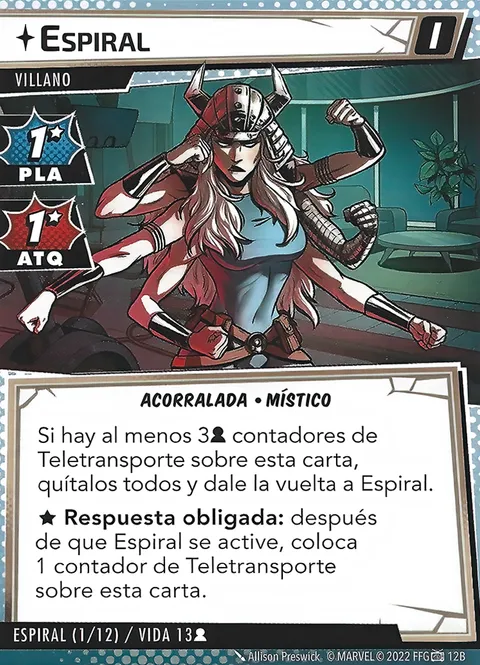 ESPIRAL
I
VILLANO
1
PLA
1
ATQ
ACORRALADA • MÍSTICO
Si hay al menos 3 contadores de
Teletransporte sobre esta carta,
quítalos todos y dale la vuelta a Espiral.
★ Respuesta obligada: después
de que Espiral se active, coloca
1 contador de Teletransporte
sobre esta carta.
ESPIRAL (1/12) / VIDA 13
Allison Preswick. © MARVEL © 2022 FFG 12B